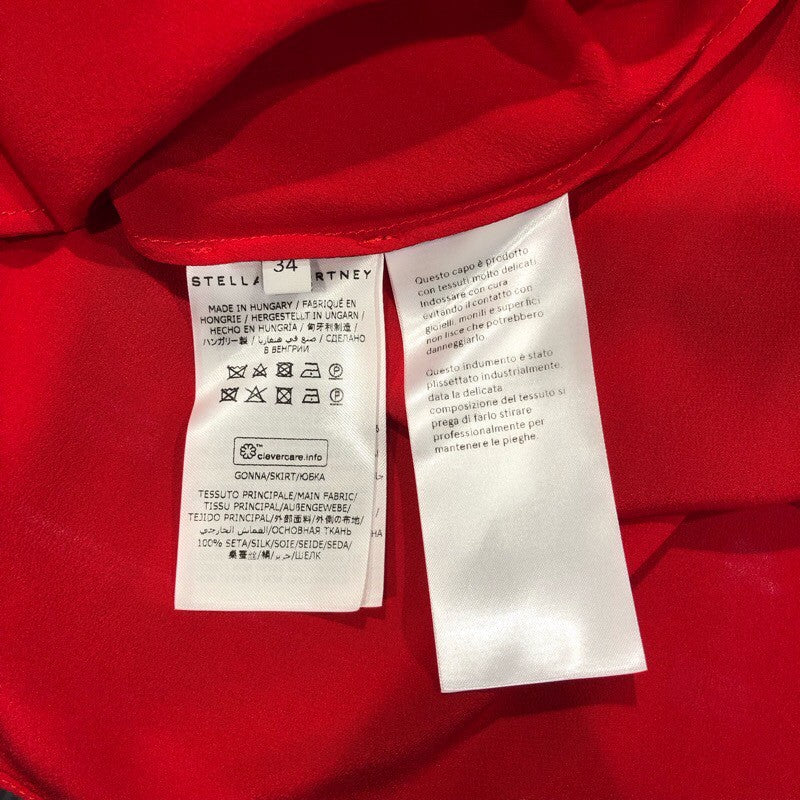 34
STELLA RTNEY
MADE IN HUNGARY / FABRIQUÉ EN
HONGRIE / HERGESTELLT IN UNGARN /
HECHO EN HUNGRIA / 匈牙利制造 /
ハンガリー製 / صنع في هنغاريا / СДЕЛАНО
В ВЕНГРИИ
clevercare.info
GONNA/SKIRT/ЮБКА
TESSUTO PRINCIPALE/MAIN FABRIC/
TISSU PRINCIPAL/AUßENGEWEBE/
TEJIDO PRINCIPAL/外部面料/外側の布地/
القماش الخارجي/ОСНОВНАЯ ТКАНЬ
100% SETA/SILK/SOIE/SEIDE/SEDA/
桑蚕丝/絹/حرير/ШЕЛК
Questo capo è prodotto
con tessuti molto delicati.
Indossare con cura
evitando il contatto con
gioielli, monili e superfici
non lisce che potrebbero
danneggiarlo.
Questo indumento è stato
plissettato industrialmente,
data la delicata
composizione del tessuto si
prega di farlo stirare
professionalmente per
mantenere le pieghe.